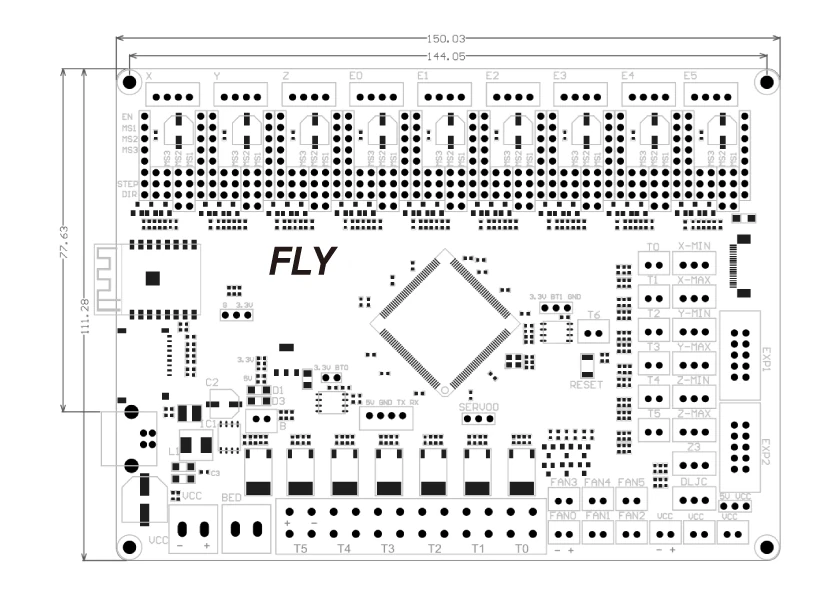 150.03
144.05
X Y Z E0 E1 E2 E3 E4 E5
EN
MS1
MS2
MS3
MS3 MS2 MS1 MS3 MS2 MS1 MS3 MS2 MS1 MS3 MS2 MS1 MS3 MS2 MS1 MS3 MS2 MS1 MS3 MS2 MS1 MS3 MS2 MS1 MS3 MS2 MS1
STEP
DIR
77.63
111.28
FLY
T0 X-MIN
T1 X-MAX
3.3V BT1 GND
3.3V
T6
T2 Y-MIN
T3 Y-MAX
EXP1
3.3V
3.3V BT0
5V
RESET
T4 Z-MIN
C2
D1
D3
5V GND TX RX
SERVO0
T5 Z-MAX
IC1
B
EXP2
L1
Z3
IC3
FAN3 FAN4 FAN5
DLJC
VCC BED
5V VCC
FAN0 FAN1 FAN2 VCC VCC VCC
+ -
VCC
- +
T5 T4 T3 T2 T1 T0
- +
- +